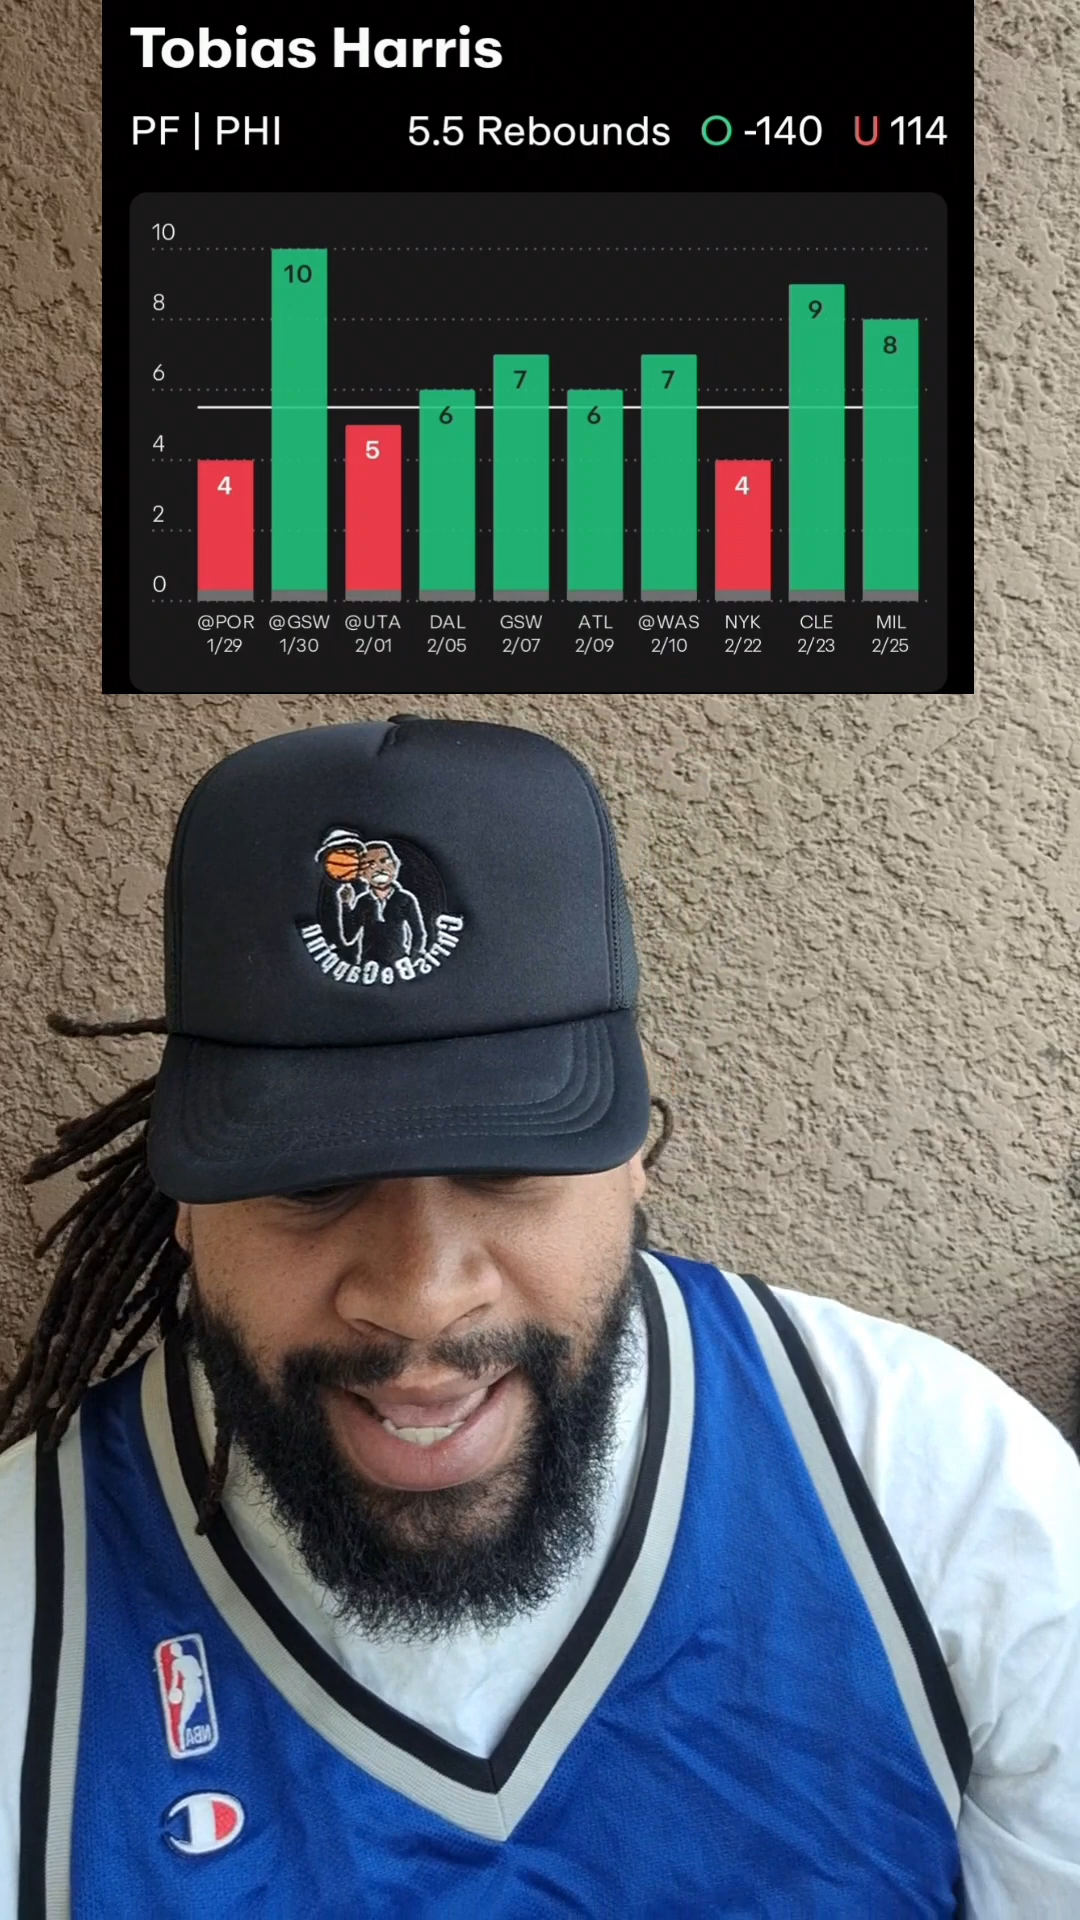 Tobias Harris
PF | PHI 5.5 Rebounds O -140 U 114
10
8
6
4
2
0
4 10 5 6 7 6 7 4 9 8
@POR @GSW @UTA DAL GSW ATL @WAS NYK CLE MIL
1/29 1/30 2/01 2/05 2/07 2/09 2/10 2/22 2/23 2/25
ChrisBeCappinn
NBA